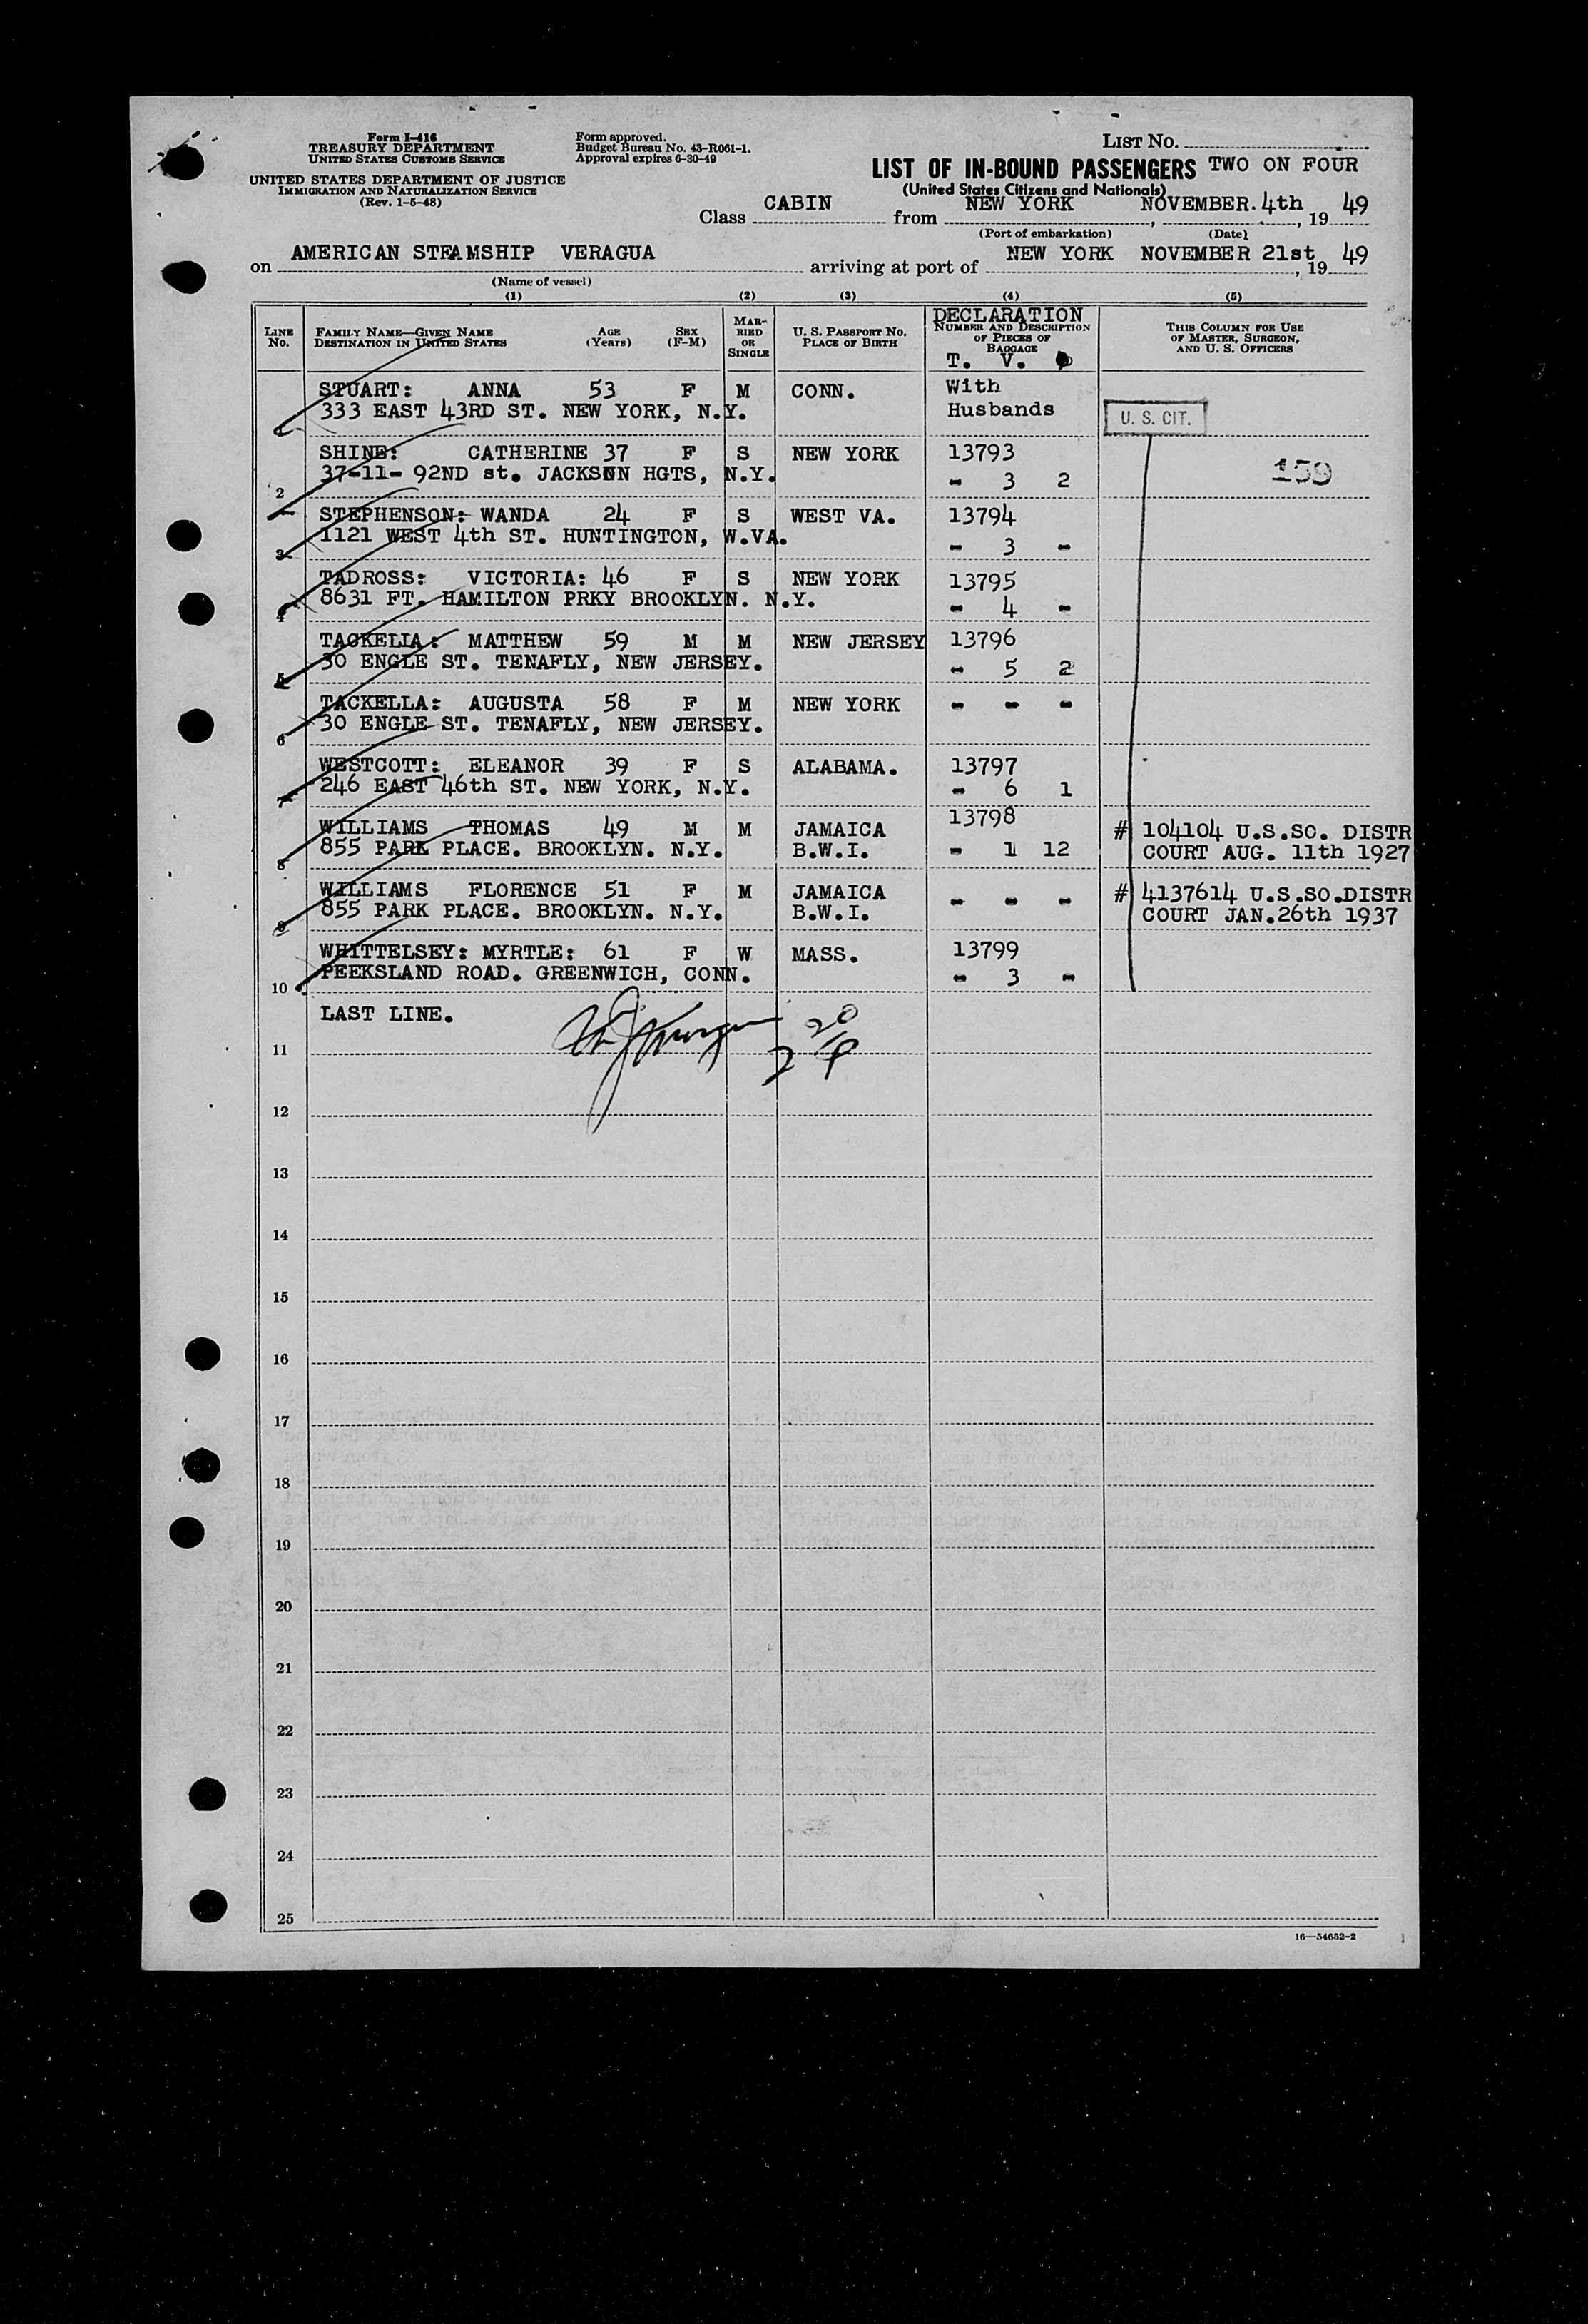 Form I-416
TREASURY DEPARTMENT
UNITED STATES CUSTOMS SERVICE
UNITED STATES DEPARTMENT OF JUSTICE
IMMIGRATION AND NATURALIZATION SERVICE
(Rev. 1-5-48)
Form approved.
Budget Bureau No. 43-R061-1.
Approval expires 6-30-49
LIST NO.
LIST OF IN-BOUND PASSENGERS TWO ON FOUR
(United States Citizens and Nationals)
Class CABIN from NEW YORK, NOVEMBER. 4th, 19 49
(Port of embarkation) (Date)
on AMERICAN STEAMSHIP VERAGUA arriving at port of NEW YORK NOVEMBER 21st, 19 49
(Name of vessel)
(1) (2) (3) (4) (5)
LINE No. FAMILY NAME—GIVEN NAME DESTINATION IN UNITED STATES AGE (Years) SEX (F-M) MARRIED OR SINGLE U. S. PASSPORT NO. PLACE OF BIRTH DECLARATION NUMBER AND DESCRIPTION OF PIECES OF BAGGAGE T. V. THIS COLUMN FOR USE OF MASTER, SURGEON, AND U. S. OFFICERS
STUART: ANNA 53 F M CONN. With
1 333 EAST 43RD ST. NEW YORK, N.Y. Husbands U. S. CIT.
SHINE: CATHERINE 37 F S NEW YORK 13793
2 37-11- 92ND st. JACKSON HGTS, N.Y. - 3 2 159
STEPHENSON: WANDA 24 F S WEST VA. 13794
3 1121 WEST 4th ST. HUNTINGTON, W.VA. - 3 -
TADROSS: VICTORIA: 46 F S NEW YORK 13795
4 8631 FT. HAMILTON PRKY BROOKLYN. N.Y. - 4 -
TACKELIA: MATTHEW 59 M M NEW JERSEY 13796
5 30 ENGLE ST. TENAFLY, NEW JERSEY. - 5 2
TACKELLA: AUGUSTA 58 F M NEW YORK - - -
6 30 ENGLE ST. TENAFLY, NEW JERSEY.
WESTCOTT: ELEANOR 39 F S ALABAMA. 13797
7 246 EAST 46th ST. NEW YORK, N.Y. - 6 1
WILLIAMS THOMAS 49 M M JAMAICA 13798 # 104104 U.S.SO. DISTR
8 855 PARK PLACE. BROOKLYN. N.Y. B.W.I. - 1 12 COURT AUG. 11th 1927
WILLIAMS FLORENCE 51 F M JAMAICA - - - # 4137614 U.S.SO.DISTR
9 855 PARK PLACE. BROOKLYN. N.Y. B.W.I. COURT JAN.26th 1937
WHITTELSEY: MYRTLE: 61 F W MASS. 13799
10 PEEKSLAND ROAD. GREENWICH, CONN. - 3 -
LAST LINE.
11
12
13
14
15
16
17
18
19
20
21
22
23
24
25
16—54652-2